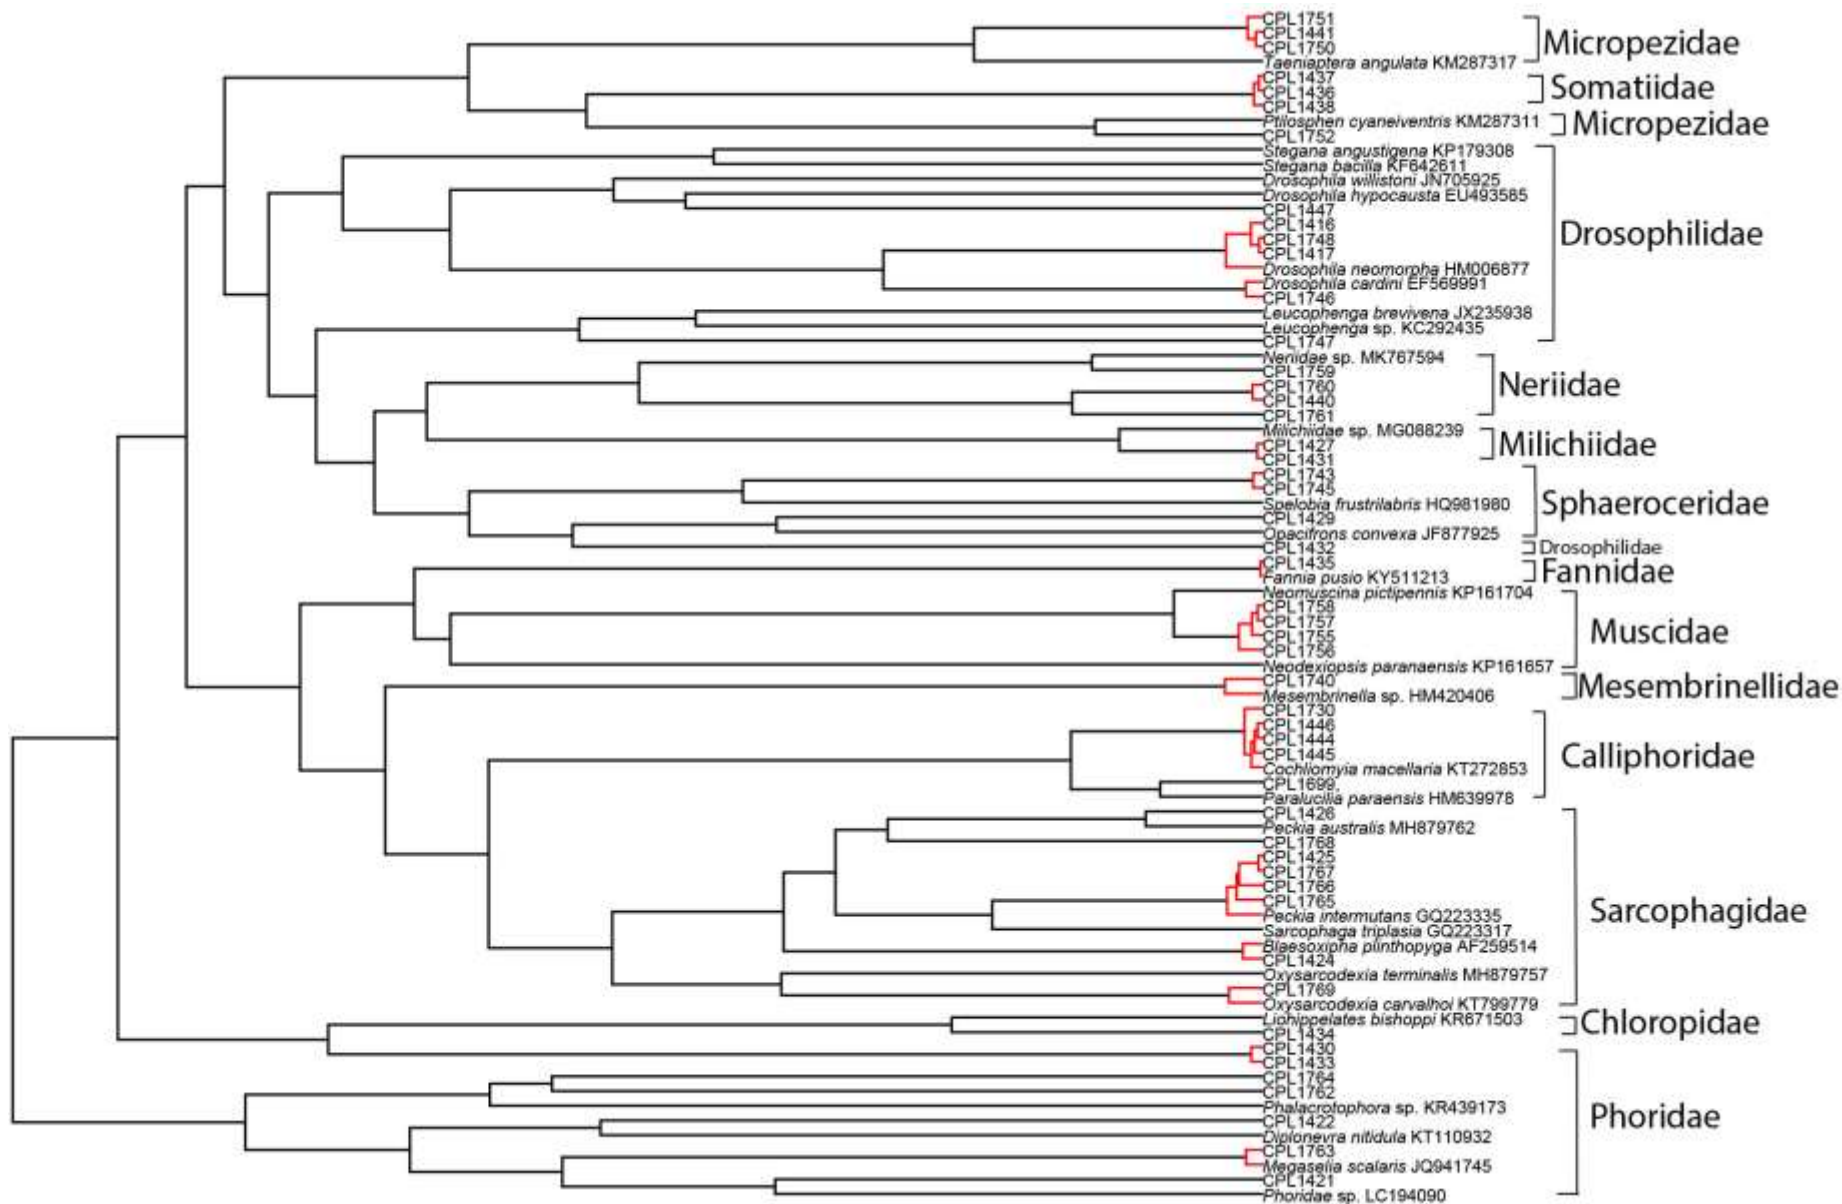 CPL1751
CPL1441
CPL1750
Taeniaptera angulata KM287317
Micropezidae
CPL1437
CPL1436
CPL1438
Somatiidae
Ptilosphen cyaneiventris KM287311
CPL1752
Micropezidae
Stegana angustigena KP179308
Stegana bacilla KF642611
Drosophila willistoni JN705925
Drosophila hypocausta EU493585
CPL1447
CPL1416
CPL1748
CPL1417
Drosophila neomorpha HM006877
Drosophila cardini EF569991
CPL1746
Leucophenga brevivena JX235938
Leucophenga sp. KC292435
CPL1747
Drosophilidae
Neriidae sp. MK767594
CPL1759
CPL1760
CPL1440
CPL1761
Neriidae
Milichiidae sp. MG088239
CPL1427
CPL1431
Milichiidae
CPL1743
CPL1745
Spelobia frustrilabris HQ981980
CPL1429
Opacifrons convexa JF877925
Sphaeroceridae
CPL1432
Drosophilidae
CPL1435
Fannia pusio KY511213
Fannidae
Neomuscina pictipennis KP161704
CPL1758
CPL1757
CPL1755
CPL1756
Neodexiopsis paranaensis KP161657
Muscidae
CPL1740
Mesembrinella sp. HM420406
Mesembrinellidae
CPL1730
CPL1446
CPL1444
CPL1445
Cochliomyia macellaria KT272853
CPL1699,
Paralucilia paraensis HM639978
Calliphoridae
CPL1426
Peckia australis MH879762
CPL1768
CPL1425
CPL1767
CPL1766
CPL1765
Peckia intermutans GQ223335
Sarcophaga triplasia GQ223317
Blaesoxipha plinthopyga AF259514
CPL1424
Oxysarcodexia terminalis MH879757
CPL1769
Oxysarcodexia carvalhoi KT799779
Sarcophagidae
Liohippelates bishoppi KR671503
CPL1434
Chloropidae
CPL1430
CPL1433
CPL1764
CPL1762
Phalacrotophora sp. KR439173
CPL1422
Diplonevra nitidula KT110932
CPL1763
Megaselia scalaris JQ941745
CPL1421
Phoridae sp. LC194090
Phoridae